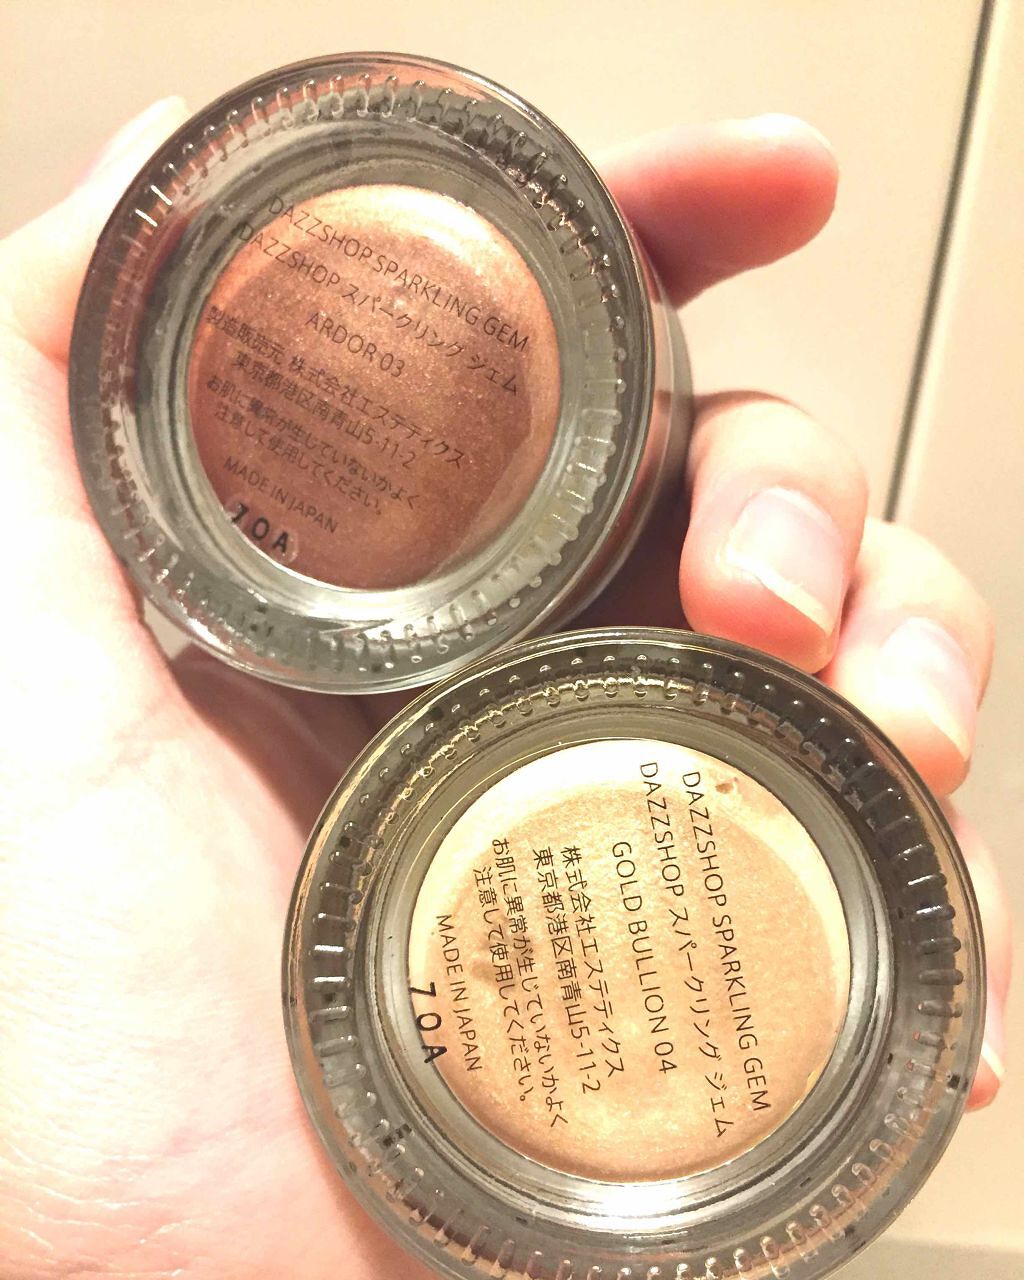 DAZZSHOP SPARKLING GEM
DAZZSHOP スパークリング ジェム
ARDOR 03
製造販売元 株式会社エステティクス
東京都港区南青山5-11-2
お肌に異常が生じていないかよく
注意して使用してください。
MADE IN JAPAN
70A
DAZZSHOP SPARKLING GEM
DAZZSHOP スパークリング ジェム
GOLD BULLION 04
株式会社エステティクス
東京都港区南青山5-11-2
お肌に異常が生じていないかよく
注意して使用してください。
MADE IN JAPAN
70A